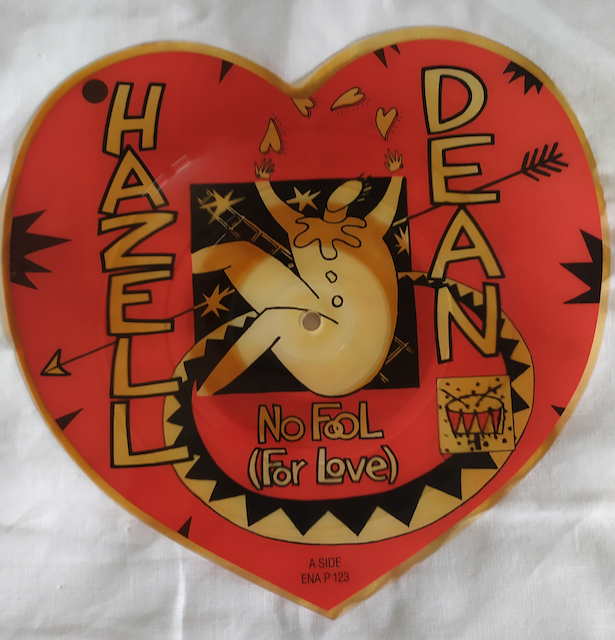 HAZELL
DEAN
NO FOOL
(FOR LOVE)
A SIDE
ENA P 123